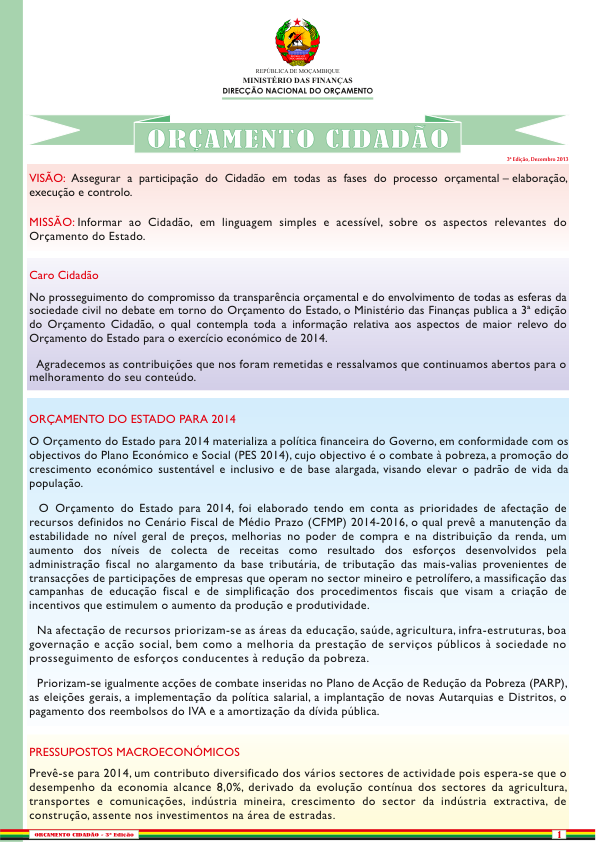 REPÚBLICA DE MOÇAMBIQUE
MINISTÉRIO DAS FINANÇAS
DIRECÇÃO NACIONAL DO ORÇAMENTO
ORÇAMENTO CIDADÃO
3ª Edição, Dezembro 2013
VISÃO: Assegurar a participação do Cidadão em todas as fases do processo orçamental – elaboração,
execução e controlo.
MISSÃO: Informar ao Cidadão, em linguagem simples e acessível, sobre os aspectos relevantes do
Orçamento do Estado.
Caro Cidadão
No prosseguimento do compromisso da transparência orçamental e do envolvimento de todas as esferas da
sociedade civil no debate em torno do Orçamento do Estado, o Ministério das Finanças publica a 3ª edição
do Orçamento Cidadão, o qual contempla toda a informação relativa aos aspectos de maior relevo do
Orçamento do Estado para o exercício económico de 2014.
Agradecemos as contribuições que nos foram remetidas e ressalvamos que continuamos abertos para o
melhoramento do seu conteúdo.
ORÇAMENTO DO ESTADO PARA 2014
O Orçamento do Estado para 2014 materializa a política financeira do Governo, em conformidade com os
objectivos do Plano Económico e Social (PES 2014), cujo objectivo é o combate à pobreza, a promoção do
crescimento económico sustentável e inclusivo e de base alargada, visando elevar o padrão de vida da
população.
O Orçamento do Estado para 2014, foi elaborado tendo em conta as prioridades de afectação de
recursos definidos no Cenário Fiscal de Médio Prazo (CFMP) 2014-2016, o qual prevê a manutenção da
estabilidade no nível geral de preços, melhorias no poder de compra e na distribuição da renda, um
aumento dos níveis de colecta de receitas como resultado dos esforços desenvolvidos pela
administração fiscal no alargamento da base tributária, de tributação das mais-valias provenientes de
transacções de participações de empresas que operam no sector mineiro e petrolífero, a massificação das
campanhas de educação fiscal e de simplificação dos procedimentos fiscais que visam a criação de
incentivos que estimulem o aumento da produção e produtividade.
Na afectação de recursos priorizam-se as áreas da educação, saúde, agricultura, infra-estruturas, boa
governação e acção social, bem como a melhoria da prestação de serviços públicos à sociedade no
prosseguimento de esforços conducentes à redução da pobreza.
Priorizam-se igualmente acções de combate inseridas no Plano de Acção de Redução da Pobreza (PARP),
as eleições gerais, a implementação da política salarial, a implantação de novas Autarquias e Distritos, o
pagamento dos reembolsos do IVA e a amortização da dívida pública.
PRESSUPOSTOS MACROECONÓMICOS
Prevê-se para 2014, um contributo diversificado dos vários sectores de actividade pois espera-se que o
desempenho da economia alcance 8,0%, derivado da evolução contínua dos sectores da agricultura,
transportes e comunicações, indústria mineira, crescimento do sector da indústria extractiva, de
construção, assente nos investimentos na área de estradas.
ORÇAMENTO CIDADÃO - 3ª Edição
1